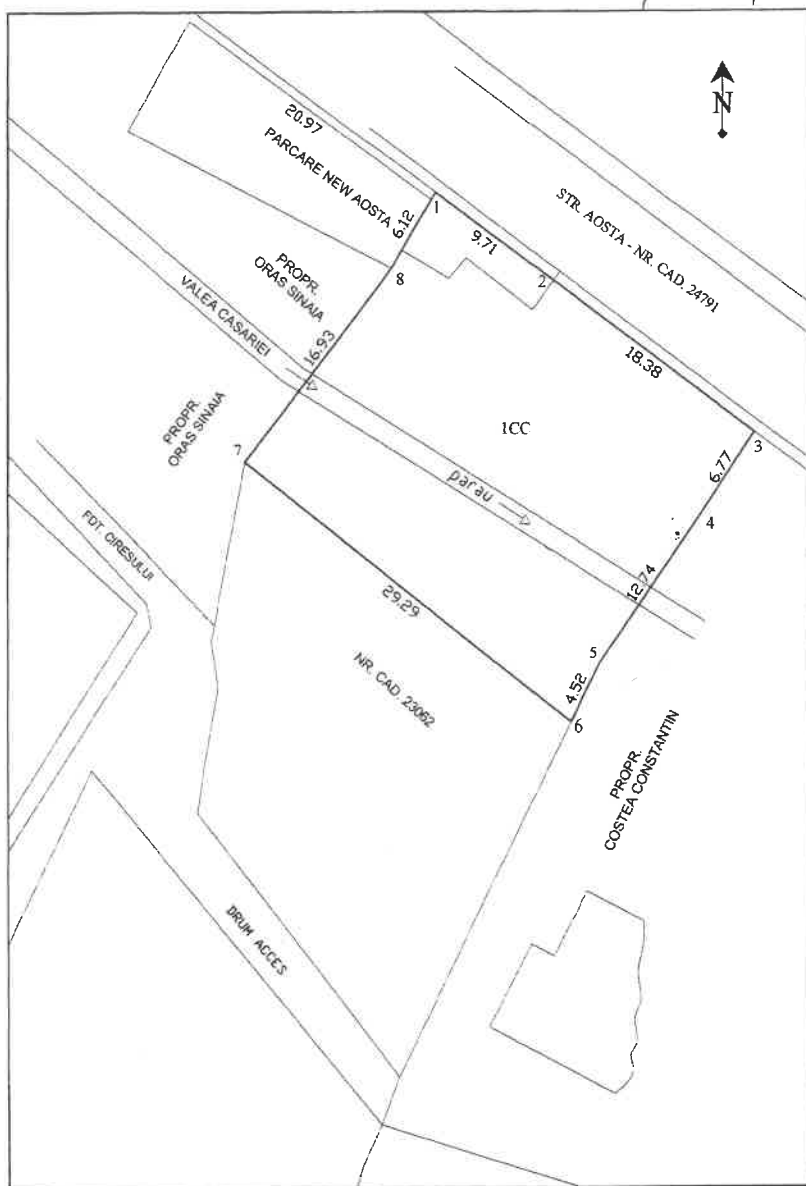 N
20.97
PARCARE NEW AOSTA
6.12
1
9.71
2
STR. AOSTA - NR. CAD. 24791
18.38
3
PROPR.
ORAS SINAIA
8
VALEA CASARIEI
16.93
PROPR.
ORAS SINAIA
7
1CC
6.77
4
parau
12.74
FDT. CIRESULUI
29.29
5
4.52
6
NR. CAD. 23062
PROPR.
COSTEA CONSTANTIN
DRUM ACCES